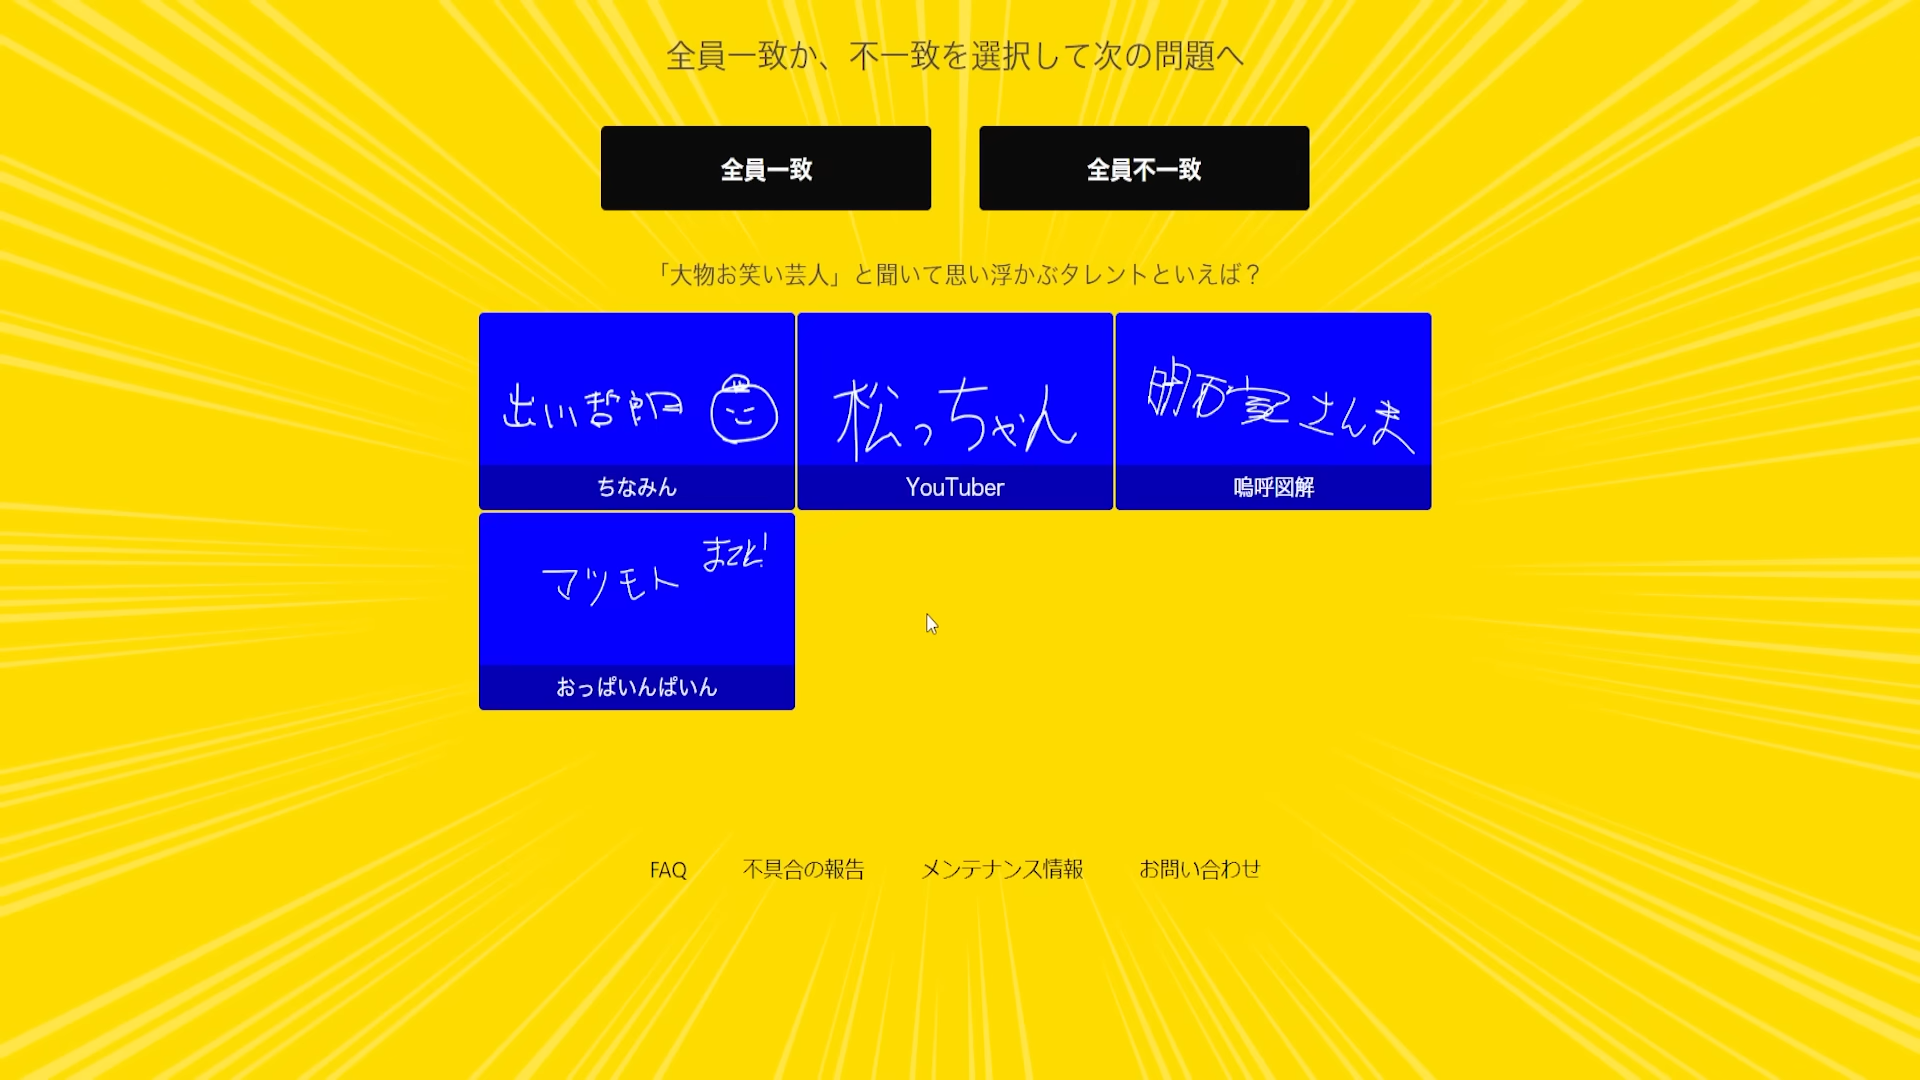 全員一致か、不一致を選択して次の問題へ
全員一致
全員不一致
「大物お笑い芸人」と聞いて思い浮かぶタレントといえば？
出川哲郎
松っちゃん
明石家さんま
ちなみん
YouTuber
嗚呼図解
まこと!
マツモト
おっぱいんぱいん
FAQ
不具合の報告
メンテナンス情報
お問い合わせ